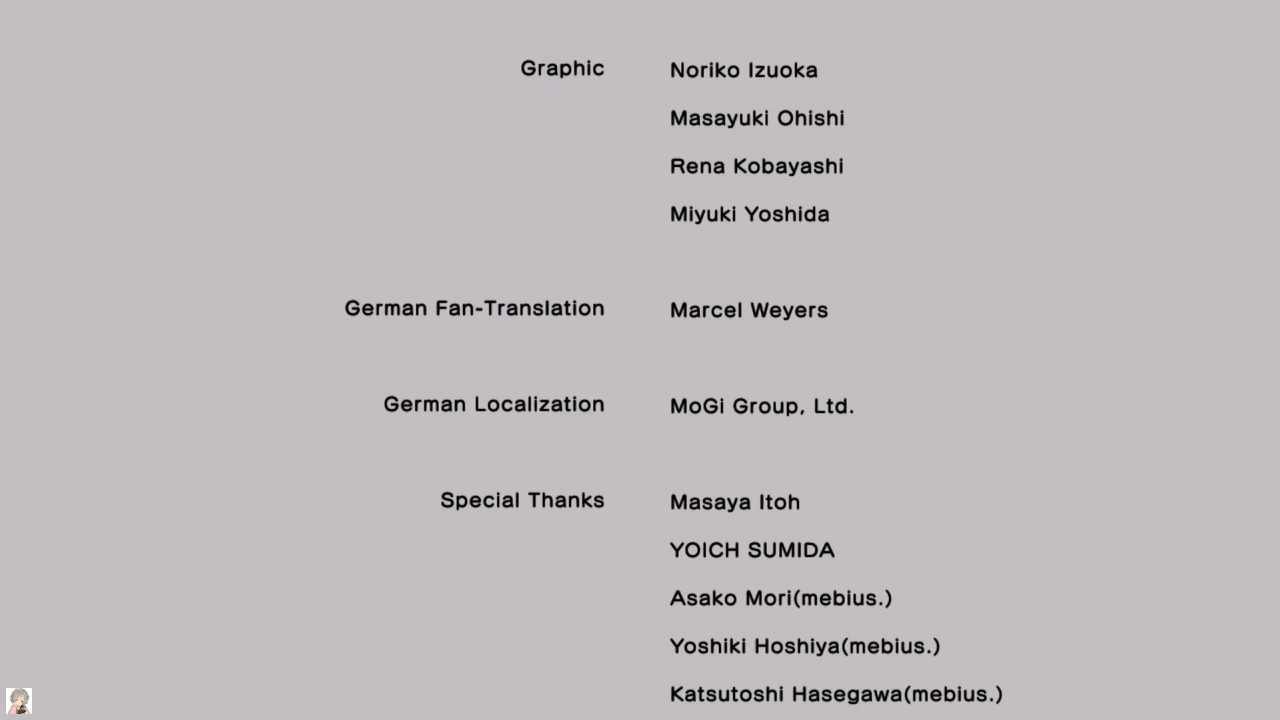 Graphic Noriko Izuoka
Masayuki Ohishi
Rena Kobayashi
Miyuki Yoshida
German Fan-Translation Marcel Weyers
German Localization MoGi Group, Ltd.
Special Thanks Masaya Itoh
YOICH SUMIDA
Asako Mori(mebius.)
Yoshiki Hoshiya(mebius.)
Katsutoshi Hasegawa(mebius.)